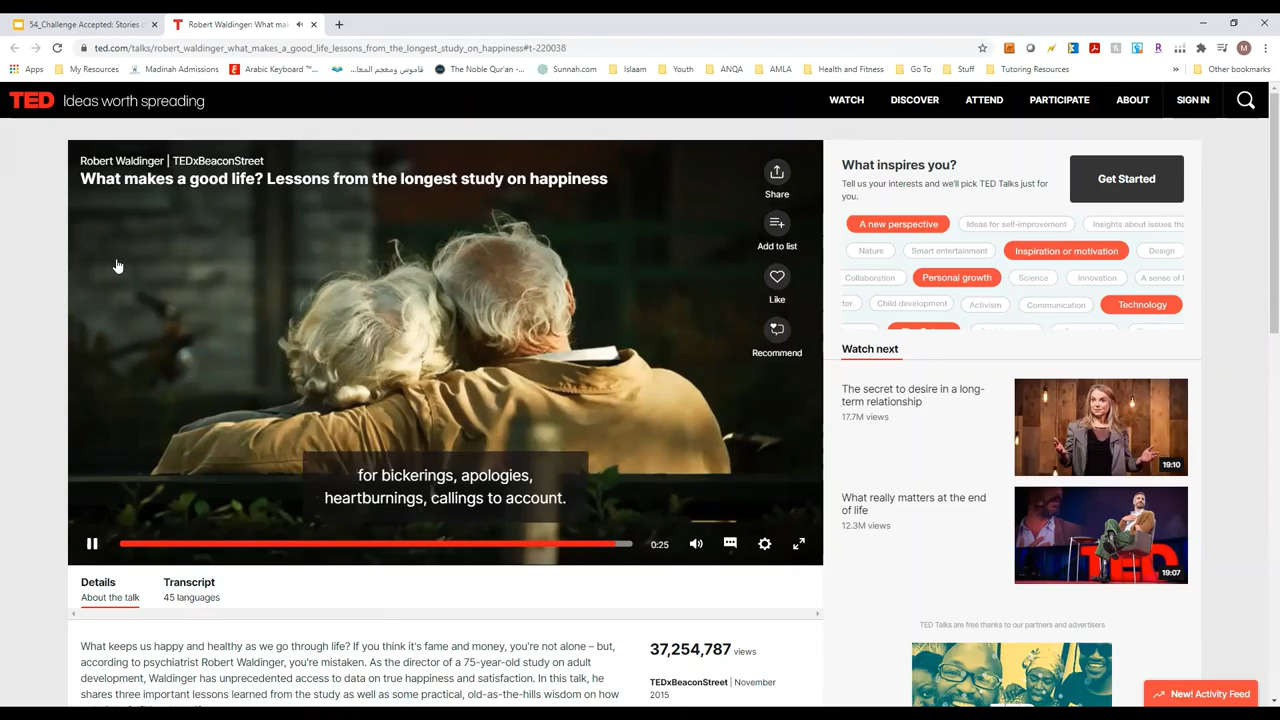 54_Challenge Accepted: Stories
Robert Waldinger: What ma
ted.com/talks/robert_waldinger_what_makes_a_good_life_lessons_from_the_longest_study_on_happiness#t-220038
M
Apps
My Resources
Madinah Admissions
Arabic Keyboard ™...
قاموس ومعجم المعا...
The Noble Qur'an -...
Sunnah.com
Islaam
Youth
ANQA
AMLA
Health and Fitness
Go To
Stuff
Tutoring Resources
»
Other bookmarks
TED Ideas worth spreading
WATCH
DISCOVER
ATTEND
PARTICIPATE
ABOUT
SIGN IN
Robert Waldinger | TEDxBeaconStreet
What makes a good life? Lessons from the longest study on happiness
Share
Add to list
Like
Recommend
for bickerings, apologies,
heartburnings, callings to account.
0:25
What inspires you?
Tell us your interests and we'll pick TED Talks just for
you.
Get Started
A new perspective
Ideas for self-improvement
Insights about issues tha
Nature
Smart entertainment
Inspiration or motivation
Design
Collaboration
Personal growth
Science
Innovation
A sense of
ter
Child development
Activism
Communication
Technology
Watch next
The secret to desire in a long-
term relationship
17.7M views
19:10
What really matters at the end
of life
12.3M views
TED
19:07
TED Talks are free thanks to our partners and advertisers
Details
About the talk
Transcript
45 languages
What keeps us happy and healthy as we go through life? If you think it's fame and money, you're not alone – but,
according to psychiatrist Robert Waldinger, you're mistaken. As the director of a 75-year-old study on adult
development, Waldinger has unprecedented access to data on true happiness and satisfaction. In this talk, he
shares three important lessons learned from the study as well as some practical, old-as-the-hills wisdom on how
37,254,787 views
TEDxBeaconStreet | November
2015
New! Activity Feed